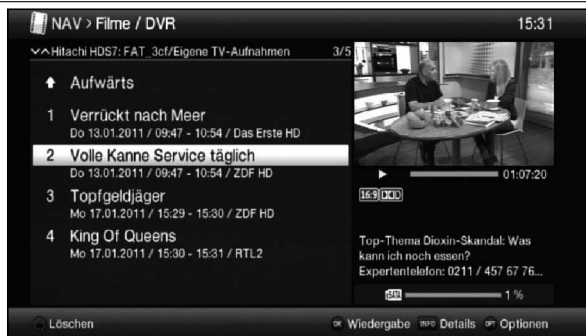 NAV > Filme / DVR 15:31
Hitachi HDS7: FAT_3cf/Eigene TV-Aufnahmen 3/5
Aufwärts
1 Verrückt nach Meer
Do 13.01.2011 / 09:47 - 10:54 / Das Erste HD
2 Volle Kanne Service täglich
Do 13.01.2011 / 09:47 - 10:54 / ZDF HD
3 Topfgeldjäger
Mo 17.01.2011 / 15:29 - 15:30 / ZDF HD
4 King Of Queens
Mo 17.01.2011 / 15:30 - 15:31 / RTL2
01:07:20
16:9
Top-Thema Dioxin-Skandal: Was
kann ich noch essen?
Expertentelefon: 0211 / 457 67 76...
1 %
Löschen OK Wiedergabe INFO Details OPT Optionen